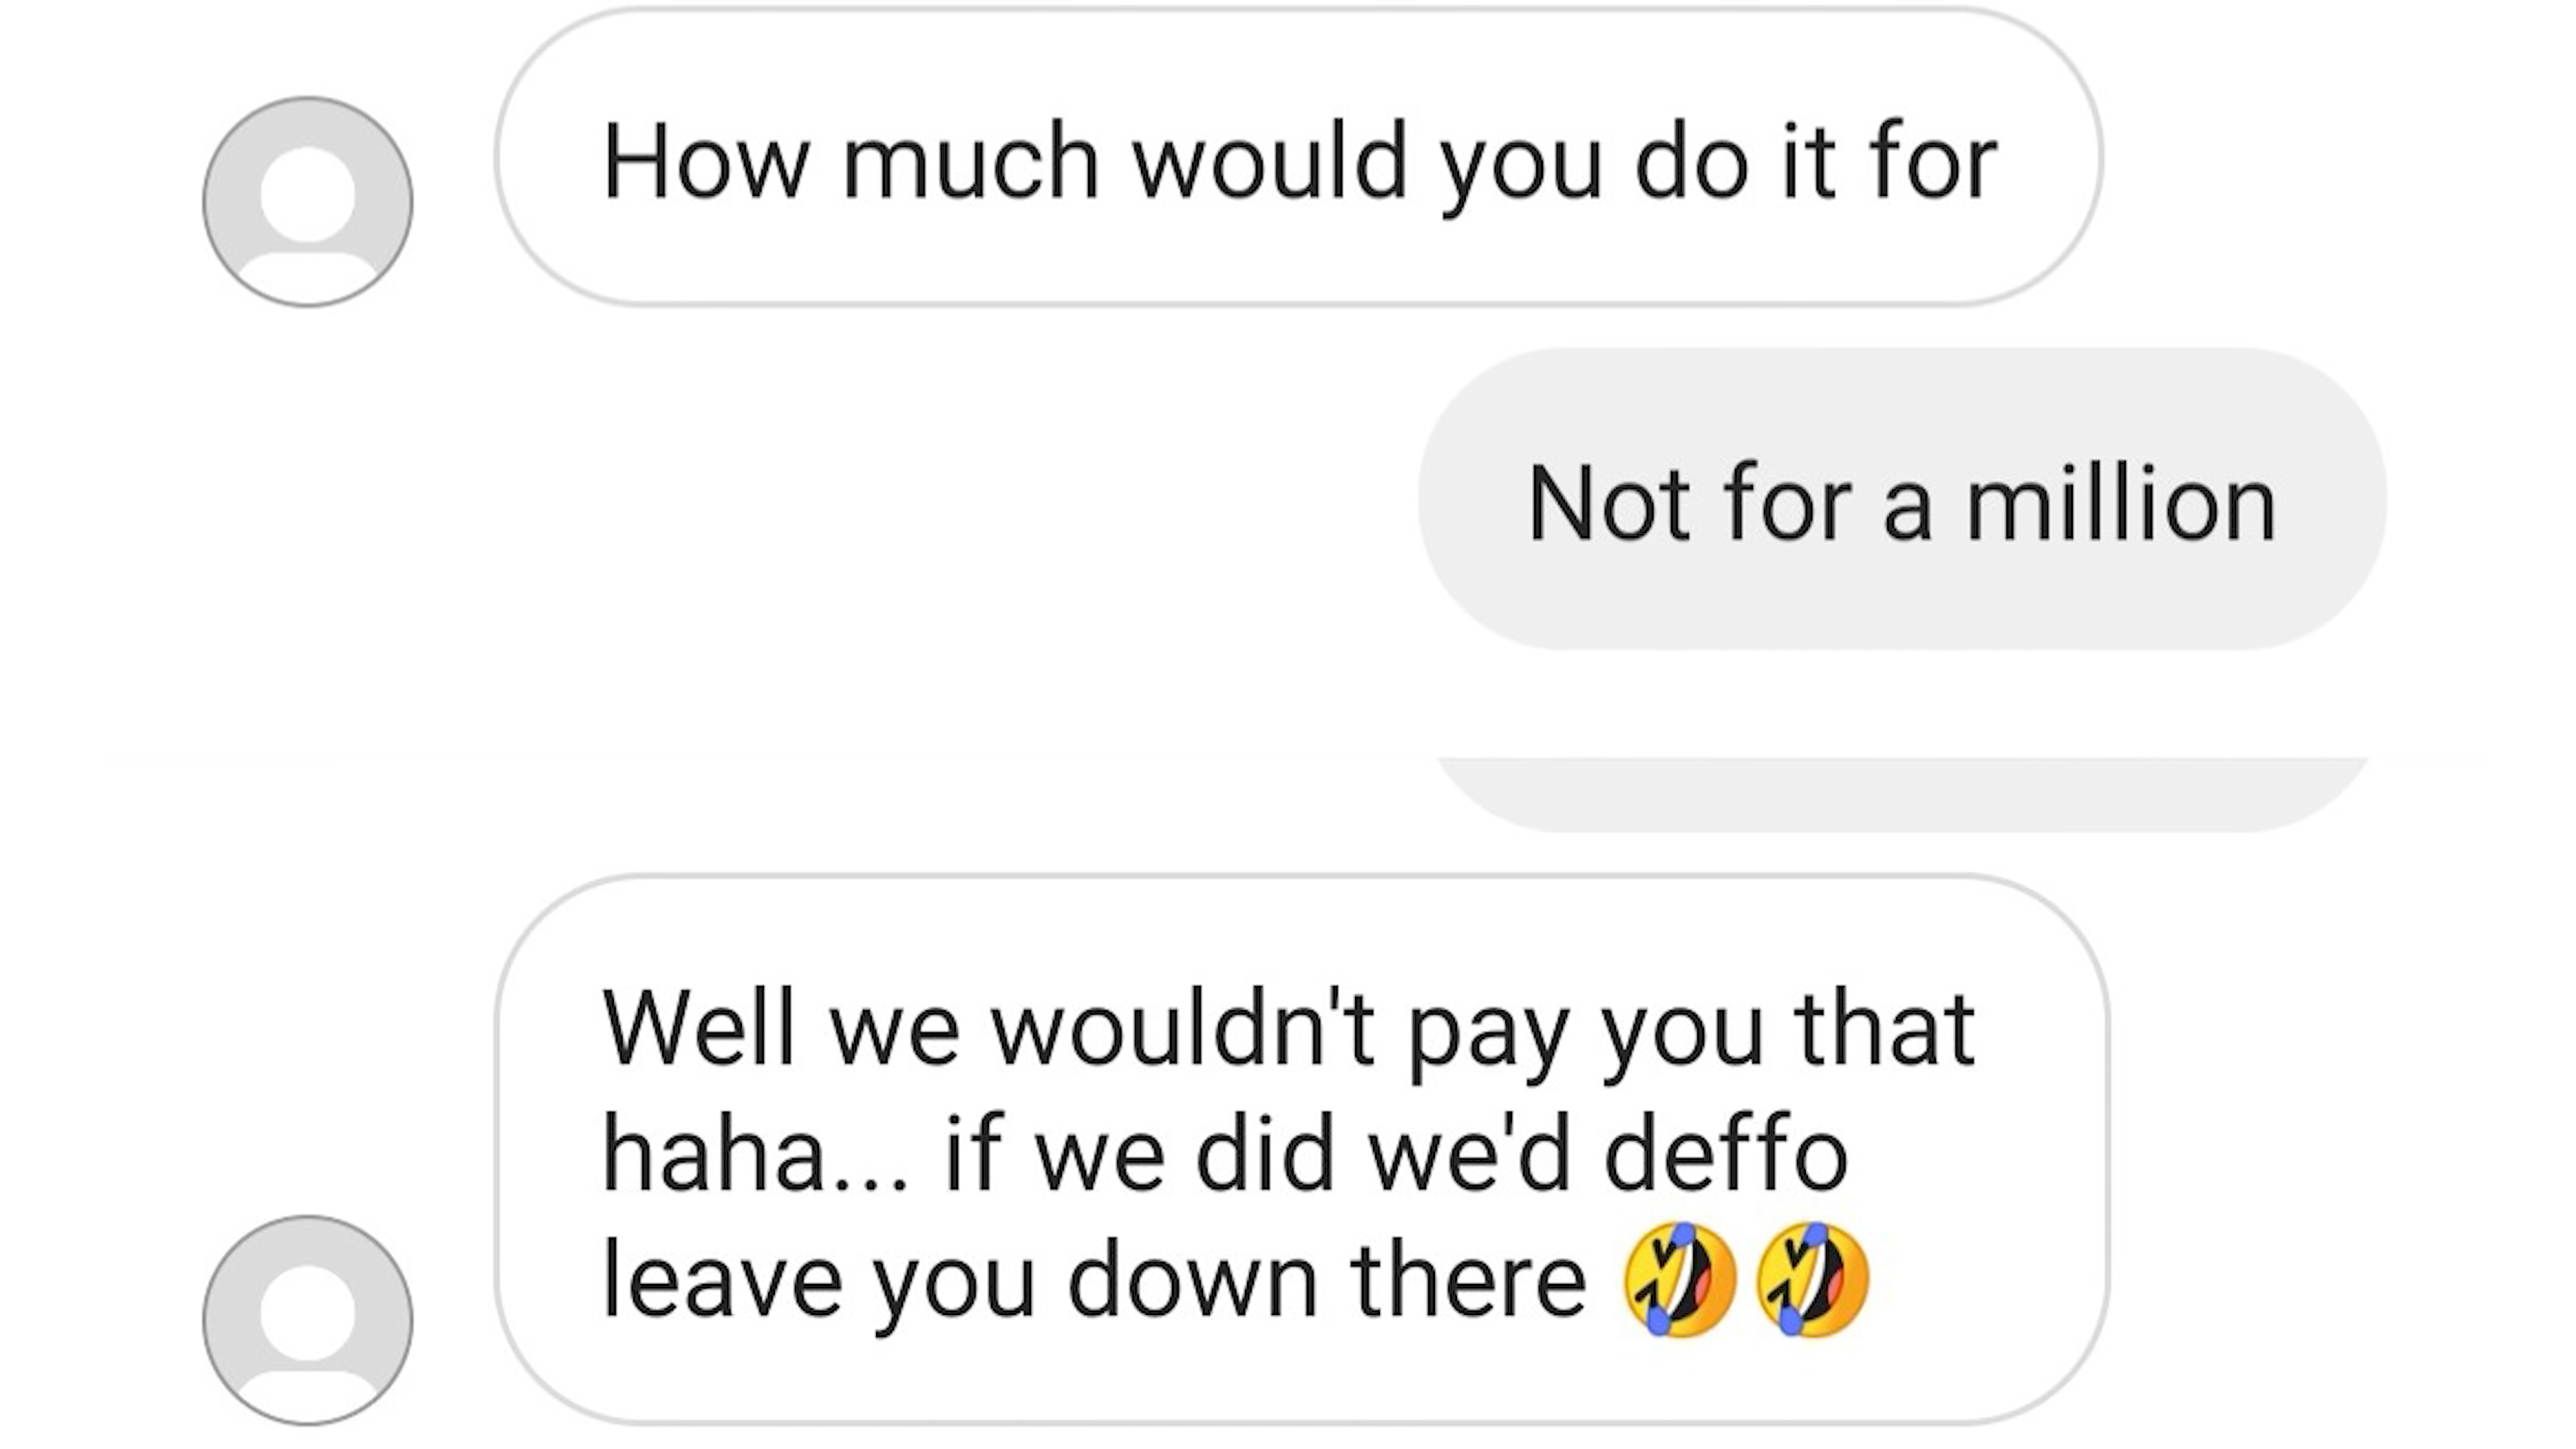 How much would you do it for
Not for a million
Well we wouldn't pay you that
haha... if we did we'd deffo
leave you down there 🤣🤣